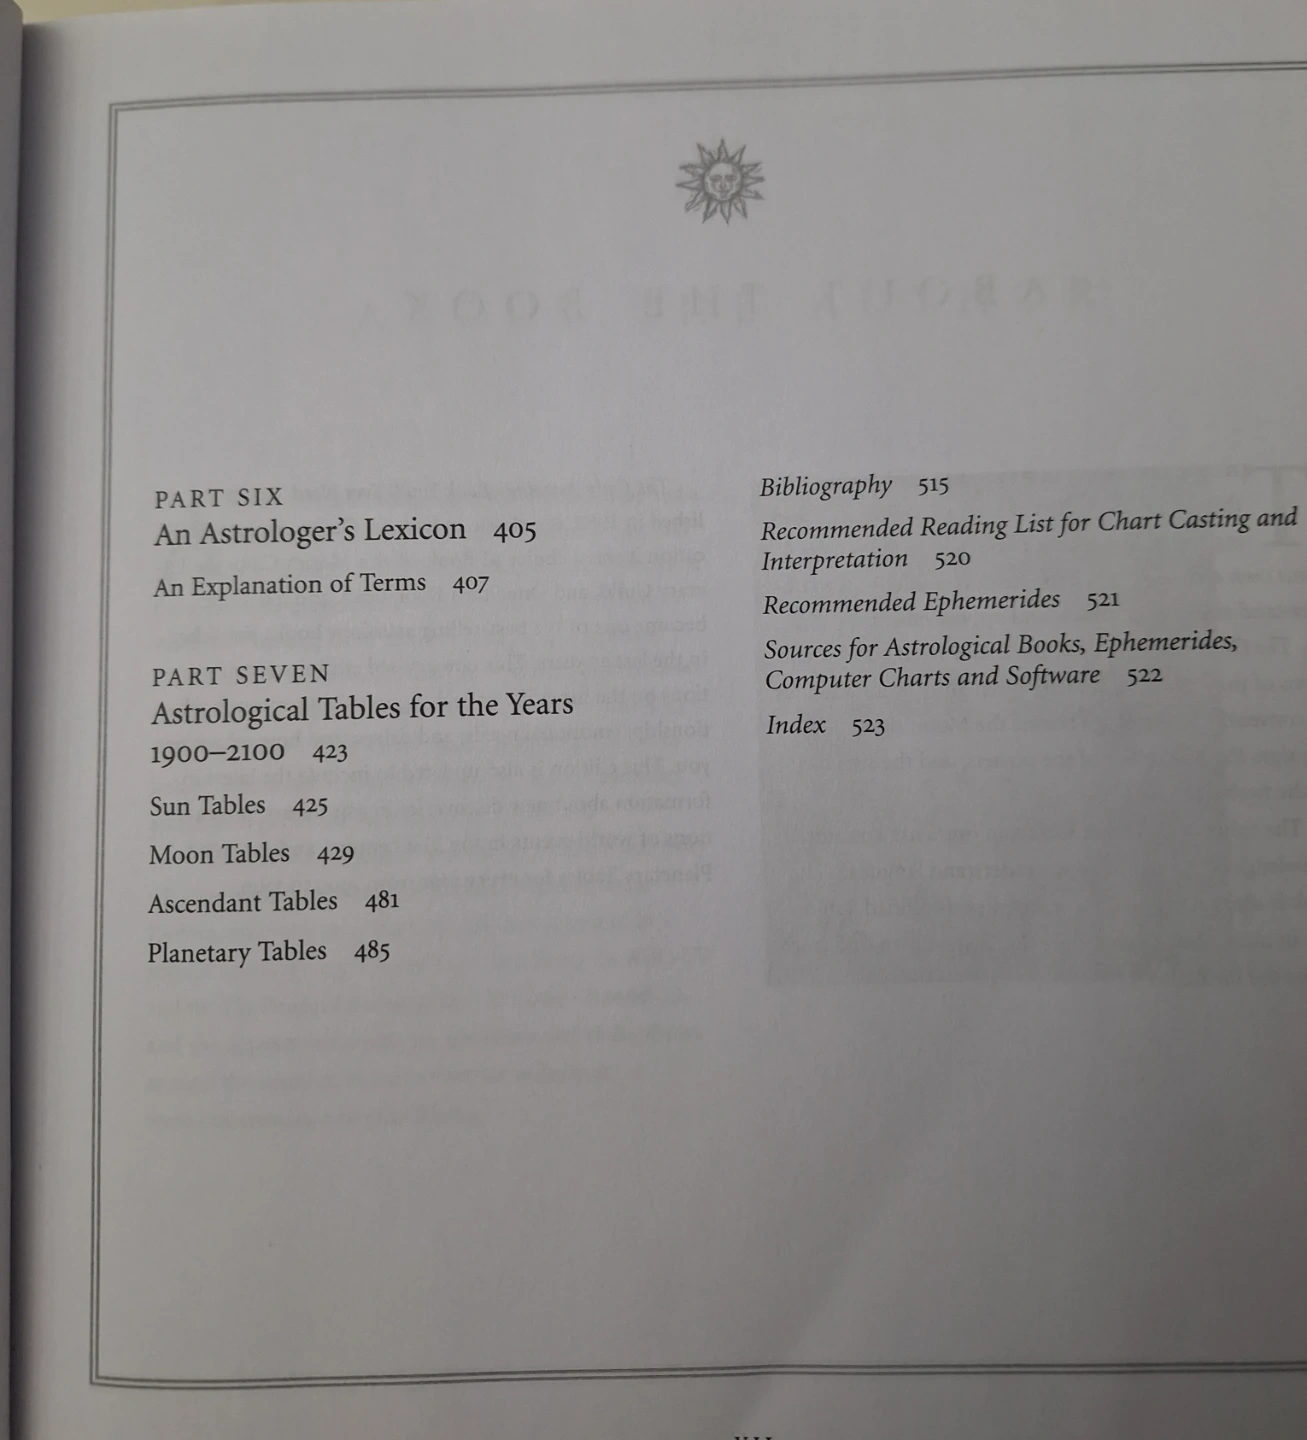 PART SIX
An Astrologer's Lexicon 405
An Explanation of Terms 407
PART SEVEN
Astrological Tables for the Years
1900–2100 423
Sun Tables 425
Moon Tables 429
Ascendant Tables 481
Planetary Tables 485
Bibliography 515
Recommended Reading List for Chart Casting and
Interpretation 520
Recommended Ephemerides 521
Sources for Astrological Books, Ephemerides,
Computer Charts and Software 522
Index 523